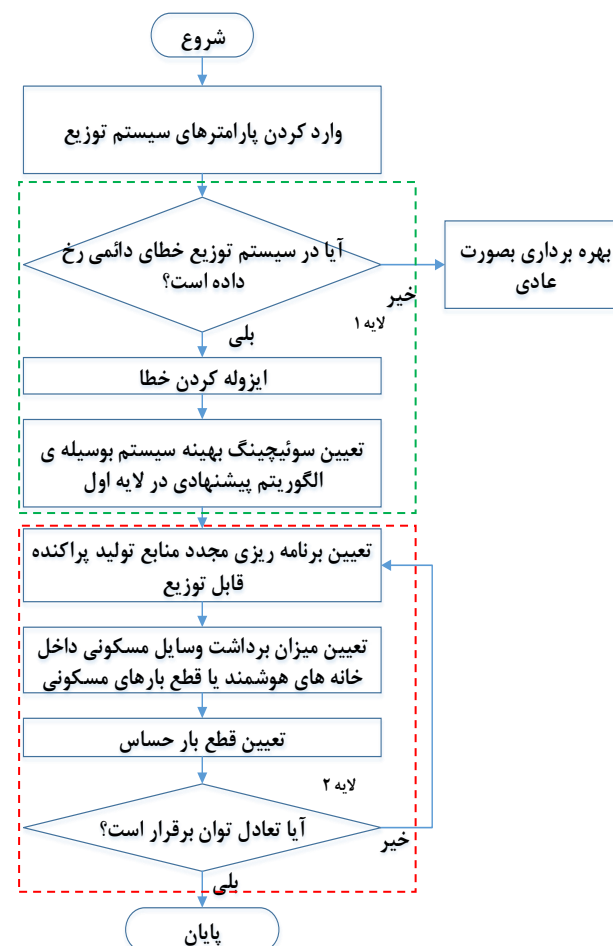 شروع
وارد کردن پارامترهای سیستم توزیع
آیا در سیستم توزیع خطای دائمی رخ
داده است؟
خیر
بهره برداری بصورت
عادی
لایه ۱
بلی
ایزوله کردن خطا
تعیین سوئیچینگ بهینه سیستم بوسیله ی
الگوریتم پیشنهادی در لایه اول
تعیین برنامه ریزی مجدد منابع تولید پراکنده
قابل توزیع
تعیین میزان برداشت وسایل مسکونی داخل
خانه های هوشمند یا قطع بارهای مسکونی
تعیین قطع بار حساس
لایه ۲
آیا تعادل توان برقرار است؟
خیر
بلی
پایان